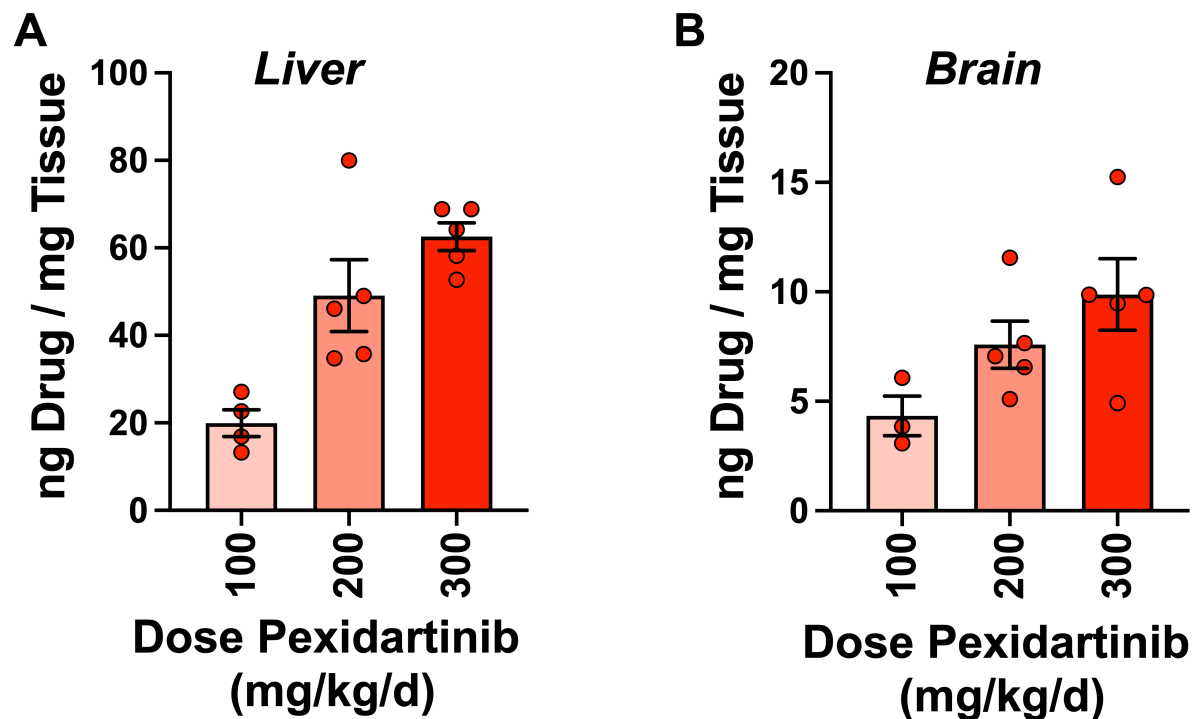 A
Liver
ng Drug / mg Tissue
100
80
60
40
20
0
100
200
300
Dose Pexidartinib
(mg/kg/d)
B
Brain
ng Drug / mg Tissue
20
15
10
5
0
100
200
300
Dose Pexidartinib
(mg/kg/d)